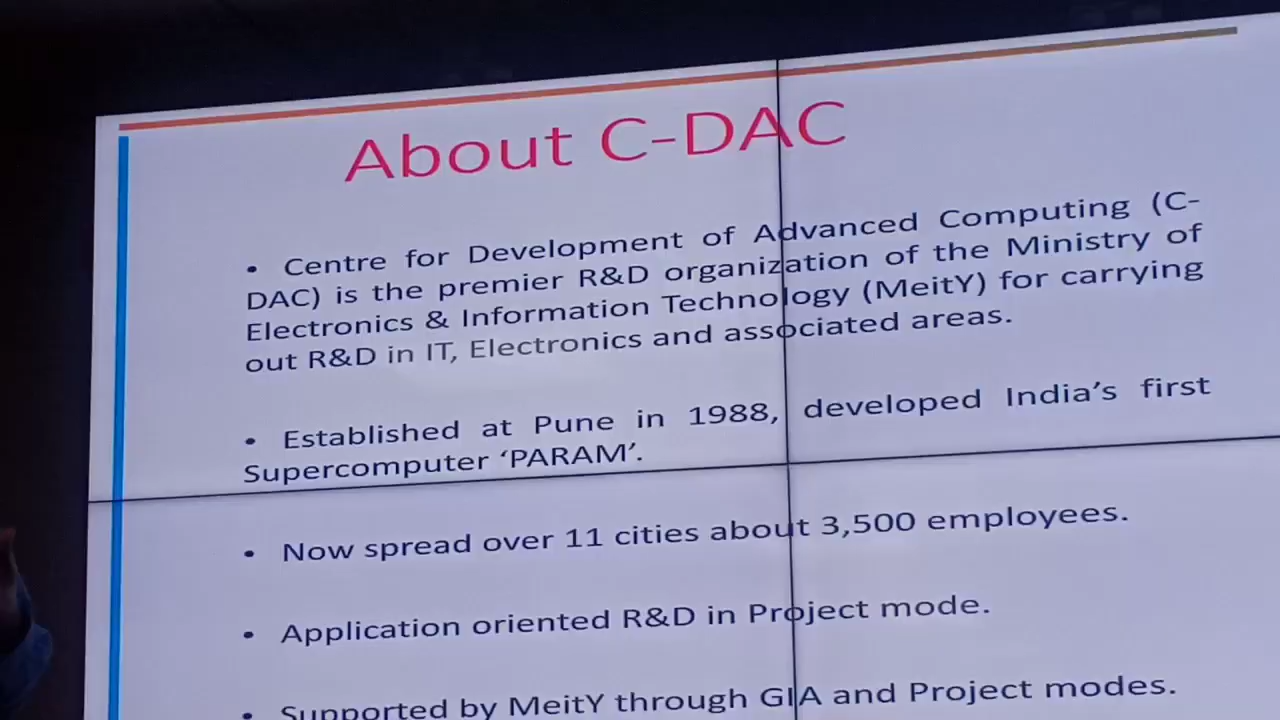 About C-DAC
• Centre for Development of Advanced Computing (C-
DAC) is the premier R&D organization of the Ministry of
Electronics & Information Technology (MeitY) for carrying
out R&D in IT, Electronics and associated areas.
• Established at Pune in 1988, developed India’s first
Supercomputer ‘PARAM’.
• Now spread over 11 cities about 3,500 employees.
• Application oriented R&D in Project mode.
• Supported by MeitY through GIA and Project modes.